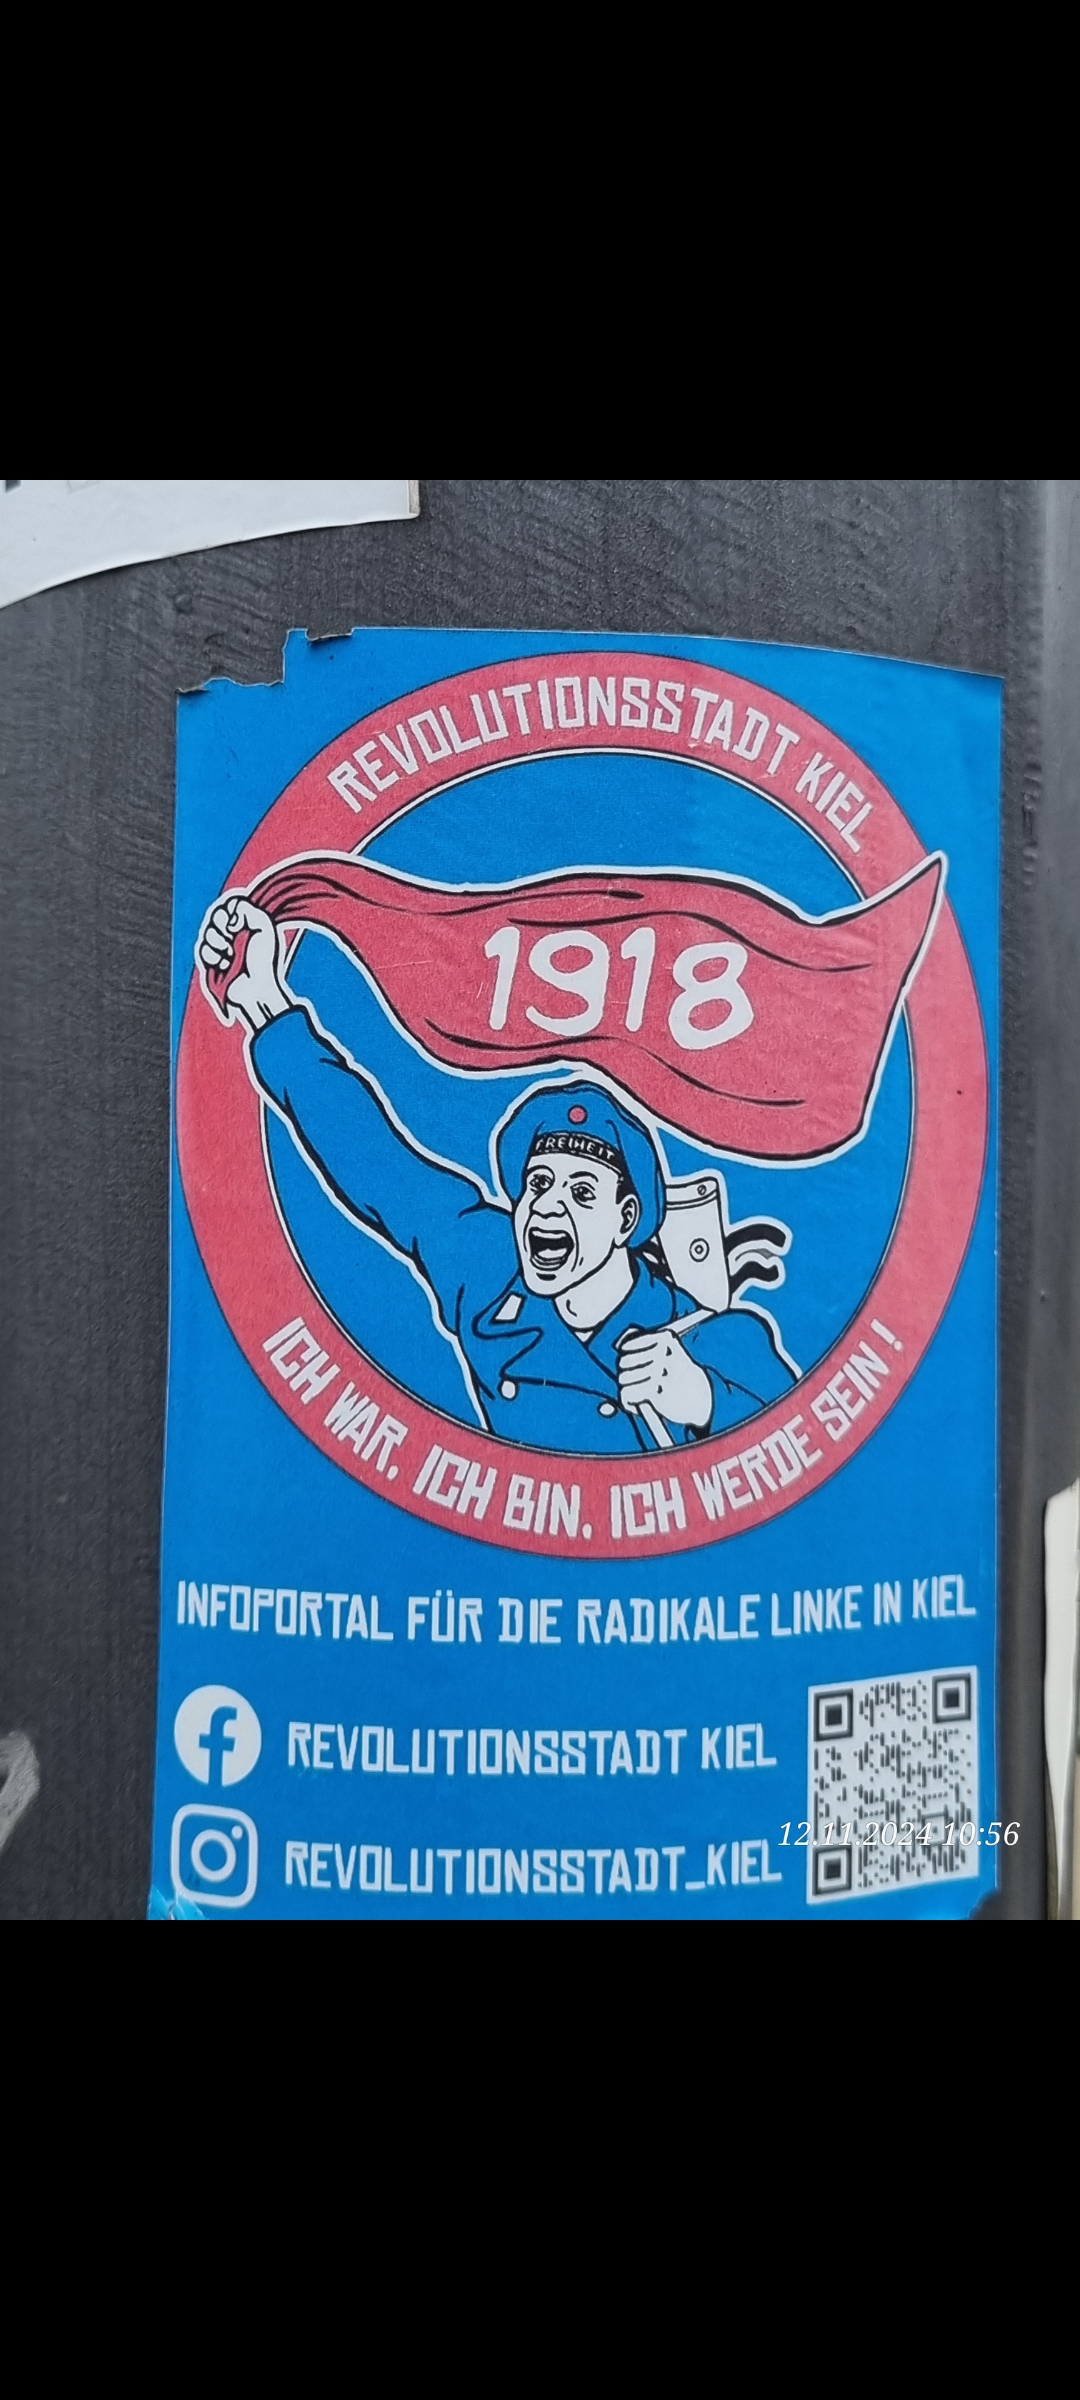 REVOLUTIONSSTADT KIEL
1918
FREIHEIT
ICH WAR. ICH BIN. ICH WERDE SEIN!
INFOPORTAL FÜR DIE RADIKALE LINKE IN KIEL
REVOLUTIONSSTADT KIEL
12.11.2024 10:56
REVOLUTIONSSTADT_KIEL